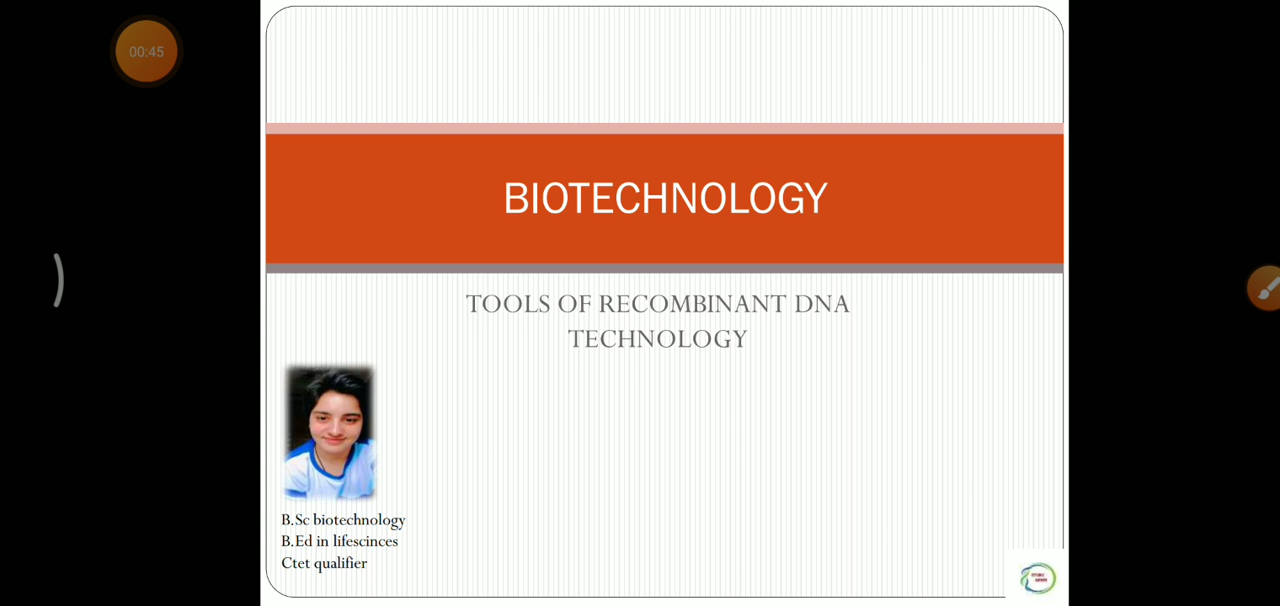 00:45
BIOTECHNOLOGY
TOOLS OF RECOMBINANT DNA
TECHNOLOGY
B.Sc biotechnology
B.Ed in lifescinces
Ctet qualifier